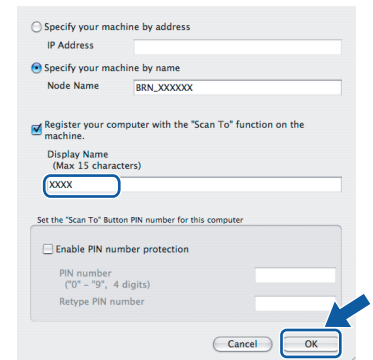 Specify your machine by address
IP Address
Specify your machine by name
Node Name BRN_XXXXXX
Register your computer with the "Scan To" function on the
machine.
Display Name
(Max 15 characters)
XXXX
Set the "Scan To" Button PIN number for this computer
Enable PIN number protection
PIN number
("0" – "9", 4 digits)
Retype PIN number
Cancel OK